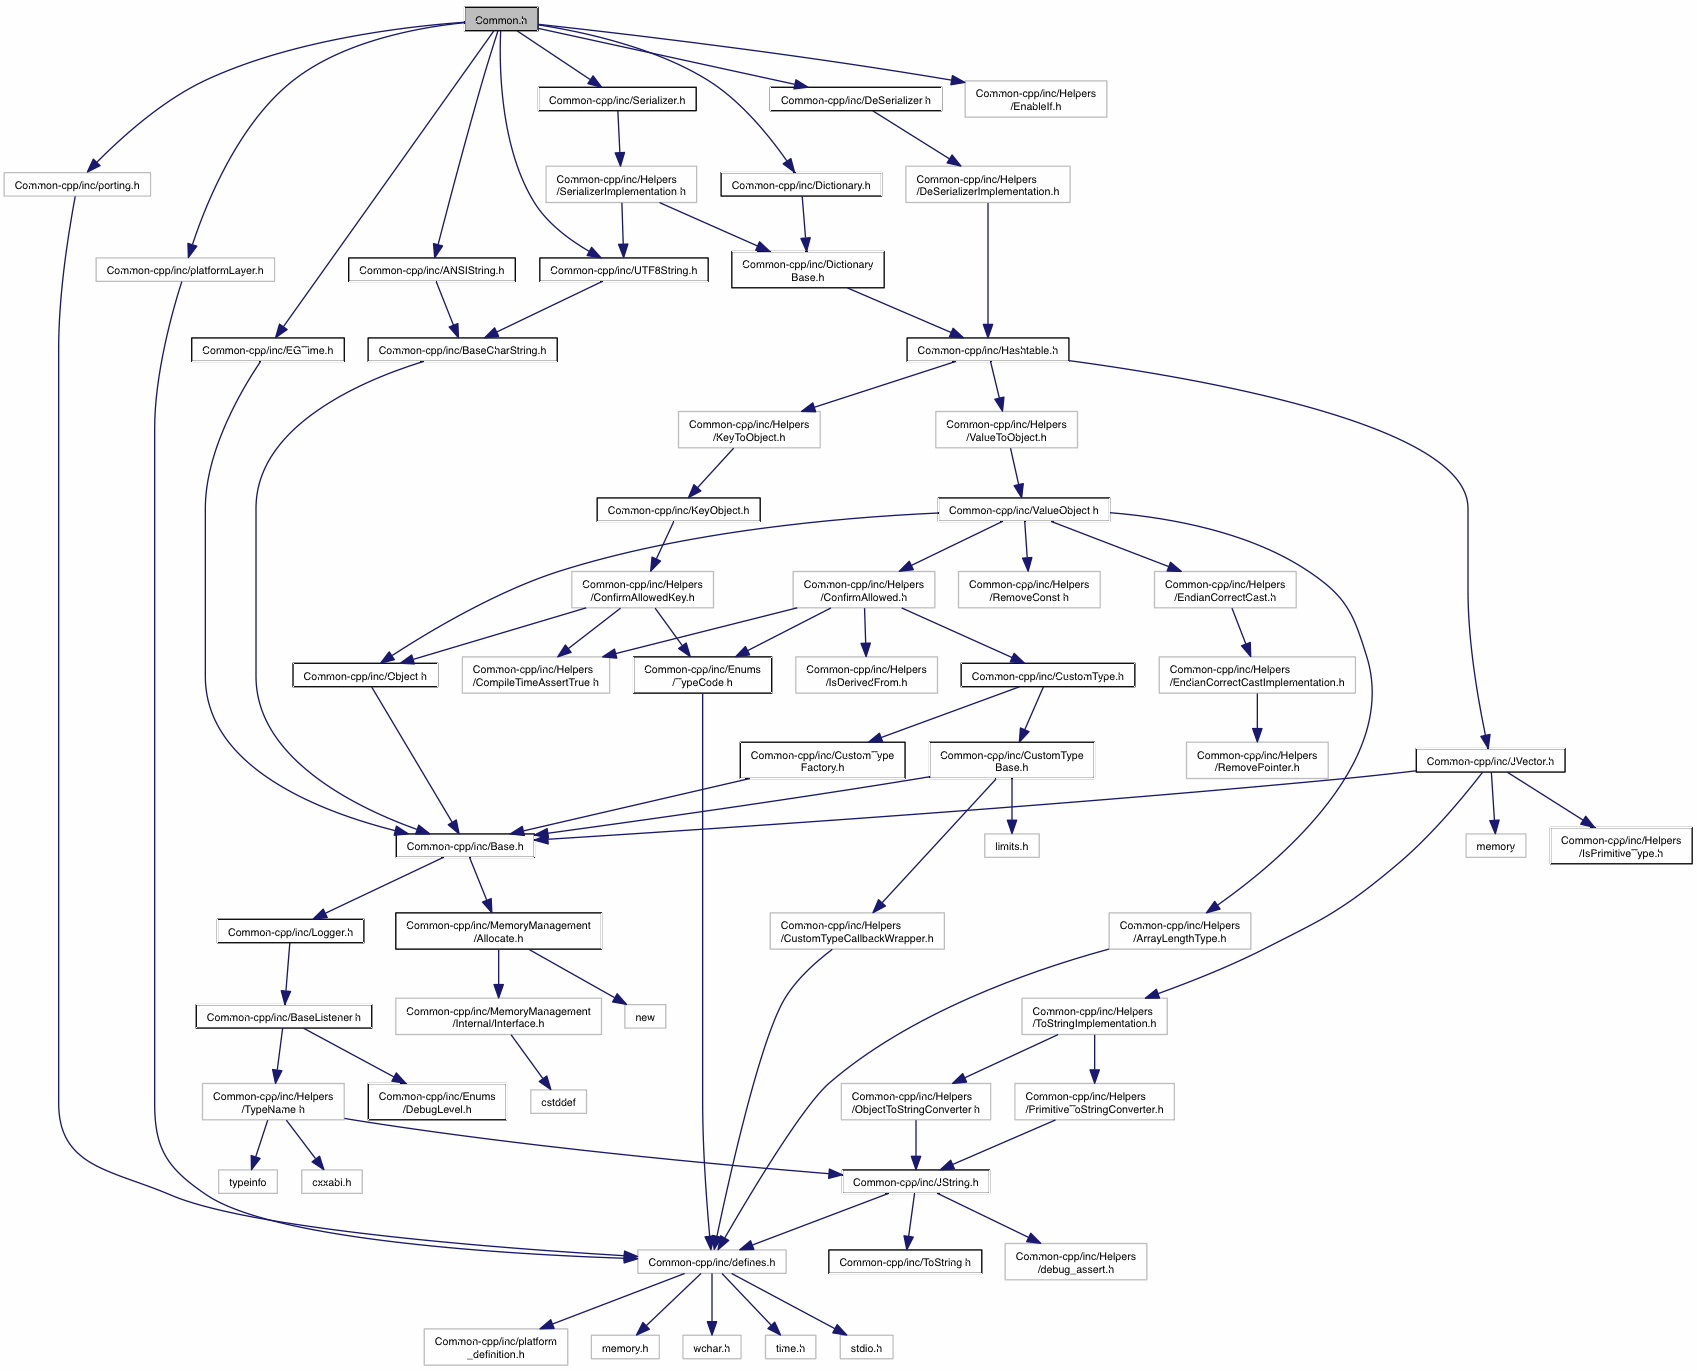 Common.h
Common-cpp/inc/Serializer.h
Common-cpp/inc/DeSerializer.h
Common-cpp/inc/Helpers
/EnableIf.h
Common-cpp/inc/porting.h
Common-cpp/inc/Helpers
/SerializerImplementation.h
Common-cpp/inc/Dictionary.h
Common-cpp/inc/Helpers
/DeSerializerImplementation.h
Common-cpp/inc/platformLayer.h
Common-cpp/inc/ANSIString.h
Common-cpp/inc/UTF8String.h
Common-cpp/inc/Dictionary
Base.h
Common-cpp/inc/EGTime.h
Common-cpp/inc/BaseCharString.h
Common-cpp/inc/Hashtable.h
Common-cpp/inc/Helpers
/KeyToObject.h
Common-cpp/inc/Helpers
/ValueToObject.h
Common-cpp/inc/KeyObject.h
Common-cpp/inc/ValueObject.h
Common-cpp/inc/Helpers
/ConfirmAllowedKey.h
Common-cpp/inc/Helpers
/ConfirmAllowed.h
Common-cpp/inc/Helpers
/RemoveConst.h
Common-cpp/inc/Helpers
/EndianCorrectCast.h
Common-cpp/inc/Object.h
Common-cpp/inc/Helpers
/CompileTimeAssertTrue.h
Common-cpp/inc/Enums
/TypeCode.h
Common-cpp/inc/Helpers
/IsDerivedFrom.h
Common-cpp/inc/CustomType.h
Common-cpp/inc/Helpers
/EndianCorrectCastImplementation.h
Common-cpp/inc/CustomType
Factory.h
Common-cpp/inc/CustomType
Base.h
Common-cpp/inc/Helpers
/RemovePointer.h
Common-cpp/inc/JVector.h
Common-cpp/inc/Base.h
limits.h
memory
Common-cpp/inc/Helpers
/IsPrimitiveType.h
Common-cpp/inc/Logger.h
Common-cpp/inc/MemoryManagement
/Allocate.h
Common-cpp/inc/Helpers
/CustomTypeCallbackWrapper.h
Common-cpp/inc/Helpers
/ArrayLengthType.h
Common-cpp/inc/BaseListener.h
Common-cpp/inc/MemoryManagement
/Internal/Interface.h
new
Common-cpp/inc/Helpers
/ToStringImplementation.h
Common-cpp/inc/Helpers
/TypeName.h
Common-cpp/inc/Enums
/DebugLevel.h
cstddef
Common-cpp/inc/Helpers
/ObjectToStringConverter.h
Common-cpp/inc/Helpers
/PrimitiveToStringConverter.h
typeinfo
cxxabi.h
Common-cpp/inc/JString.h
Common-cpp/inc/defines.h
Common-cpp/inc/ToString.h
Common-cpp/inc/Helpers
/debug_assert.h
Common-cpp/inc/platform
_definition.h
memory.h
wchar.h
time.h
stdio.h